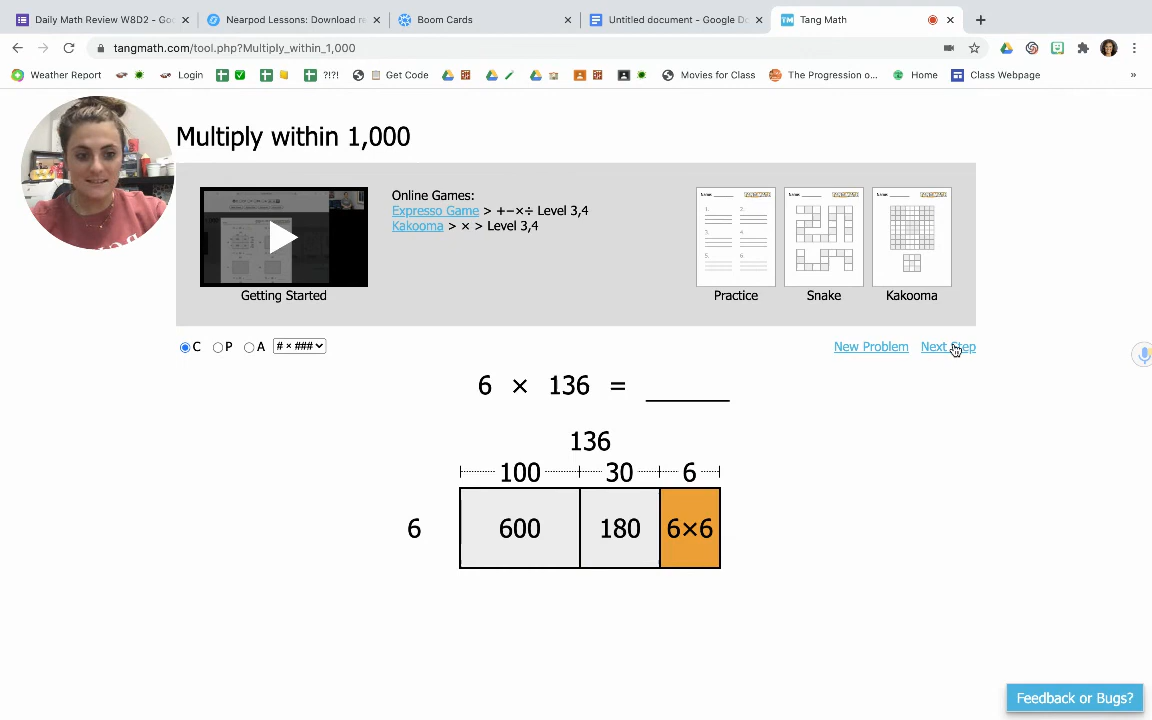 Daily Math Review W8D2 - Goo
Nearpod Lessons: Download re
Boom Cards
Untitled document - Google Do
Tang Math
tangmath.com/tool.php?Multiply_within_1,000
Weather Report
Login
?!?!
Get Code
Movies for Class
The Progression o...
Home
Class Webpage
»
Multiply within 1,000
Online Games:
Expresso Game > +−×÷ Level 3,4
Kakooma > × > Level 3,4
Getting Started
Practice
Snake
Kakooma
C P A # × ###
New Problem Next Step
6 × 136 =
136
100 30 6
6 600 180 6×6
Feedback or Bugs?